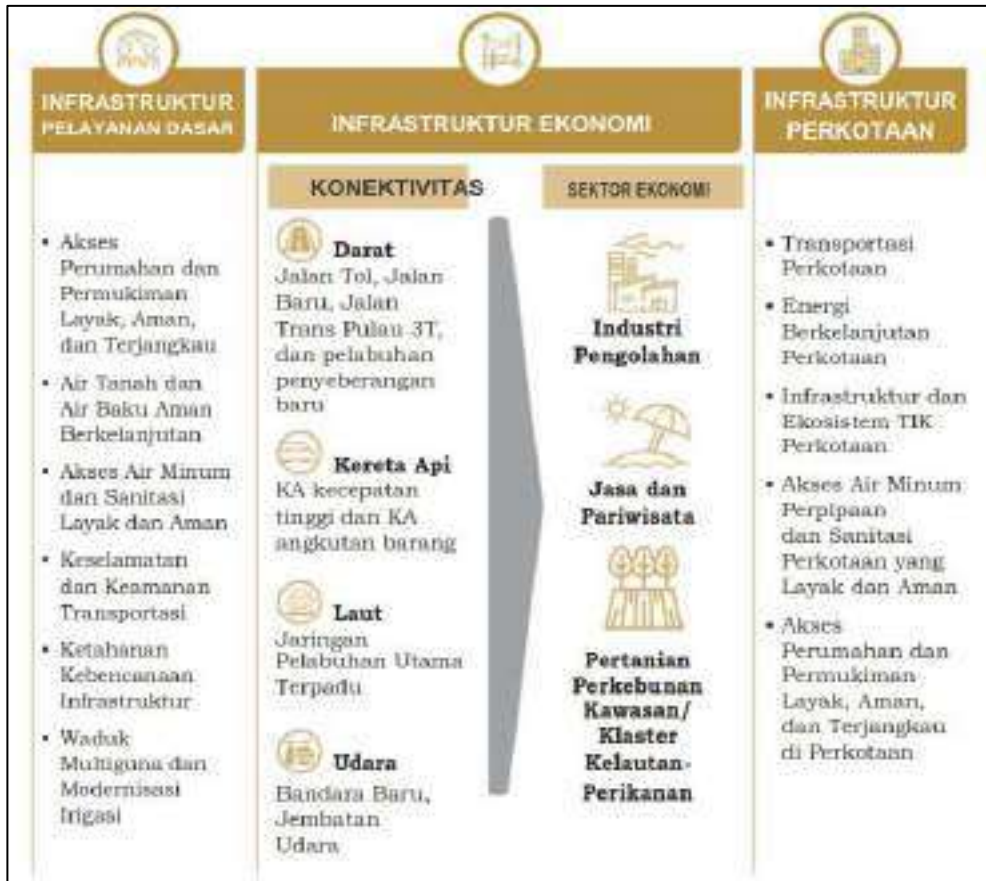 INFRASTRUKTUR
PELAYANAN DASAR
• Akses
Perumahan dan
Permukiman
Layak, Aman,
dan Terjangkau
• Air Tanah dan
Air Baku Aman
Berkelanjutan
• Akses Air Minum
dan Sanitasi
Layak dan Aman
• Keselamatan
dan Keamanan
Transportasi
• Ketahanan
Kebencanaan
Infrastruktur
• Waduk
Multiguna dan
Modernisasi
Irigasi
INFRASTRUKTUR EKONOMI
KONEKTIVITAS
Darat
Jalan Tol, Jalan
Baru, Jalan
Trans Pulau 3T,
dan pelabuhan
penyeberangan
baru
Kereta Api
KA kecepatan
tinggi dan KA
angkutan barang
Laut
Jaringan
Pelabuhan Utama
Terpadu
Udara
Bandara Baru,
Jembatan
Udara
SEKTOR EKONOMI
Industri
Pengolahan
Jasa dan
Pariwisata
Pertanian
Perkebunan
Kawasan/
Klaster
Kelautan-
Perikanan
INFRASTRUKTUR
PERKOTAAN
• Transportasi
Perkotaan
• Energi
Berkelanjutan
Perkotaan
• Infrastruktur dan
Ekosistem TIK
Perkotaan
• Akses Air Minum
Perpipaan
dan Sanitasi
Perkotaan yang
Layak dan Aman
• Akses
Perumahan dan
Permukiman
Layak, Aman,
dan Terjangkau
di Perkotaan